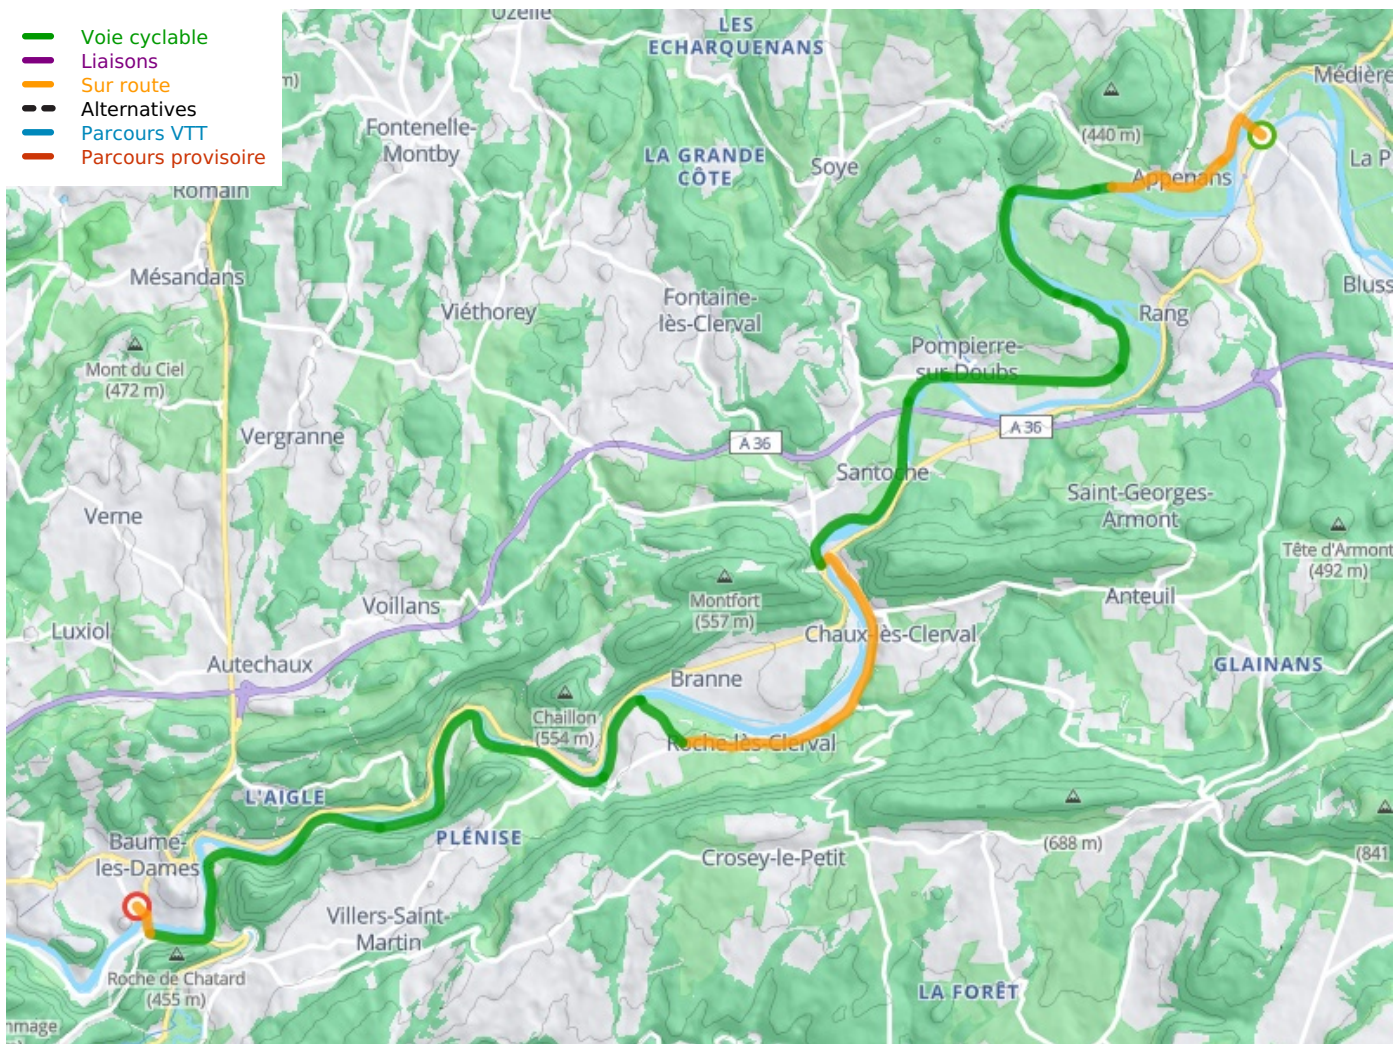 Voie cyclable
Liaisons
Sur route
Alternatives
Parcours VTT
Parcours provisoire
LES
ECHARQUENANS
Médière
(440 m)
Fontenelle-
Montby
LA GRANDE
CÔTE
Soye
La P
Appenans
Romain
Mésandans
Bluss
Viéthorey
Fontaine-
lès-Clerval
Rang
Pompierre-
sur-Doubs
Mont du Ciel
(472 m)
Vergranne
A 36
A 36
Santoche
Saint-Georges-
Armont
Verne
Tête d'Armont
(492 m)
Montfort
(557 m)
Voillans
Anteuil
Luxiol
Chaux-lès-Clerval
Autechaux
GLAINANS
Branne
Chaillon
(554 m)
Roche-lès-Clerval
L'AIGLE
PLÉNISE
Baume-
les-Dames
(688 m)
(841
Crosey-le-Petit
Villers-Saint-
Martin
Roche de Chatard
(455 m)
LA FORÊT